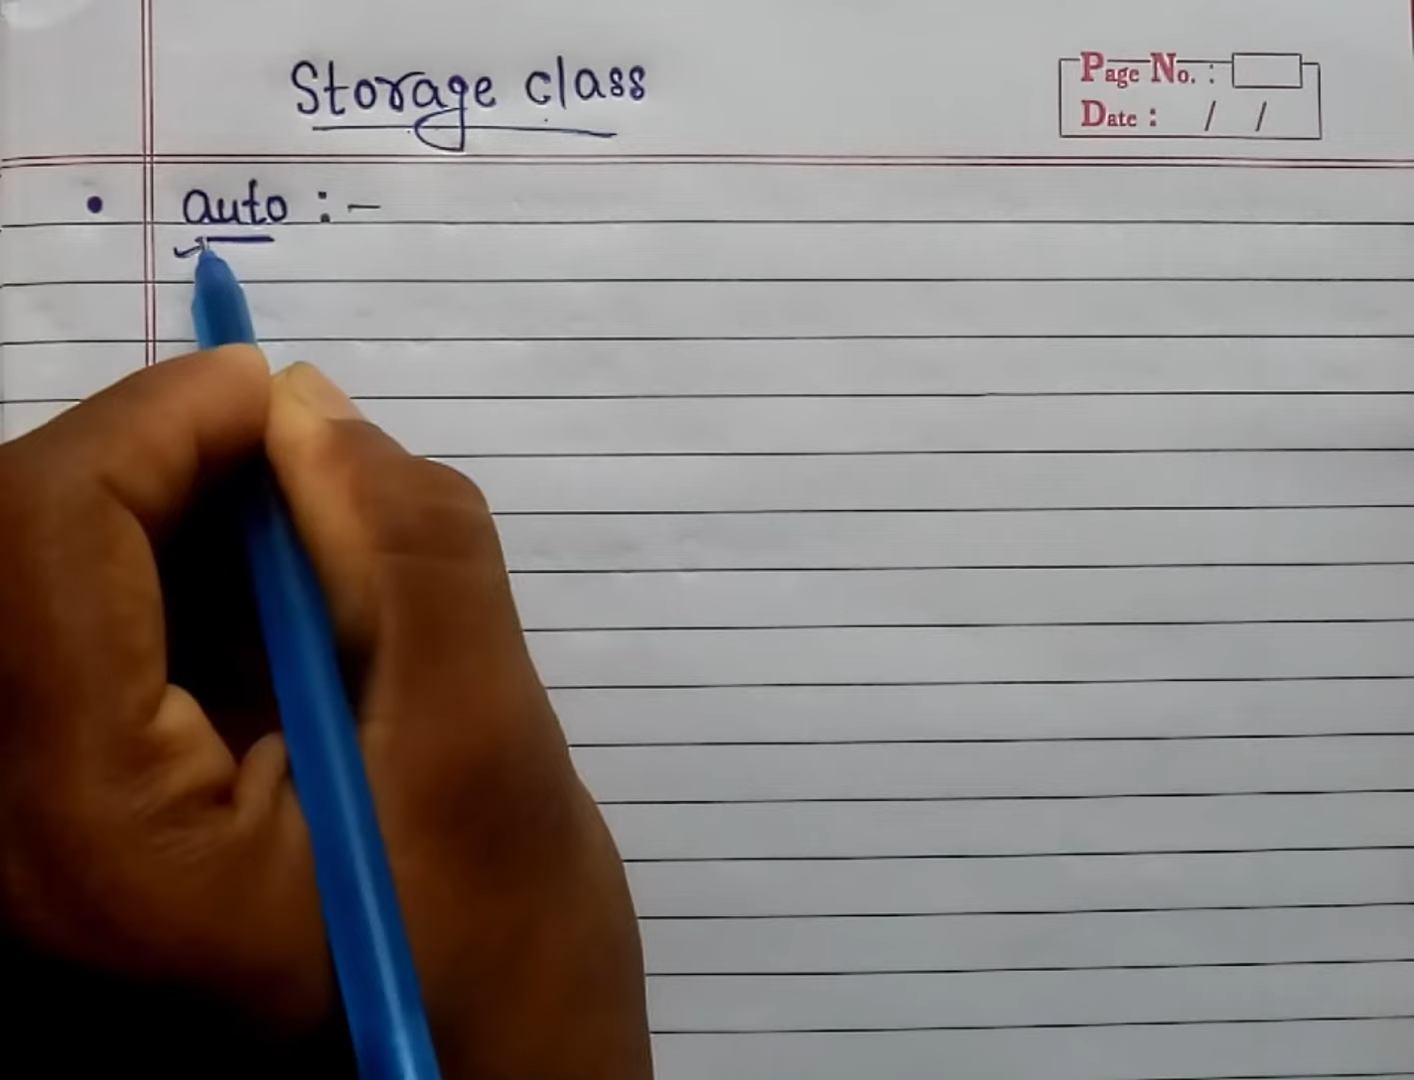 Storage class
Page No. :
Date : / /
• auto :-